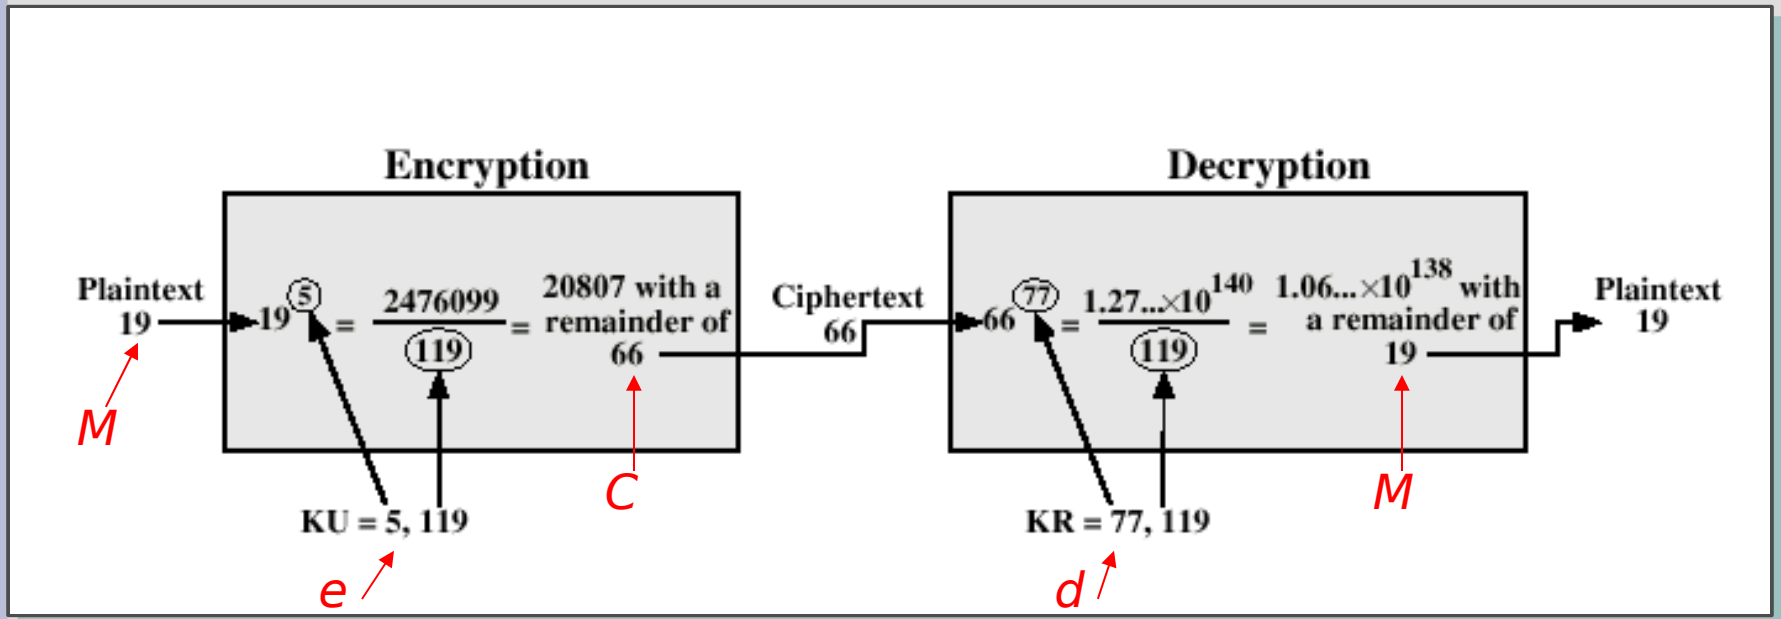 Encryption
Plaintext
19
19^5 = 2476099 / 119 = 20807 with a
remainder of
66
KU = 5, 119
M
C
e
Ciphertext
66
Decryption
66^77 = 1.27...×10^140 / 119 = 1.06...×10^138 with
a remainder of
19
KR = 77, 119
d
M
Plaintext
19